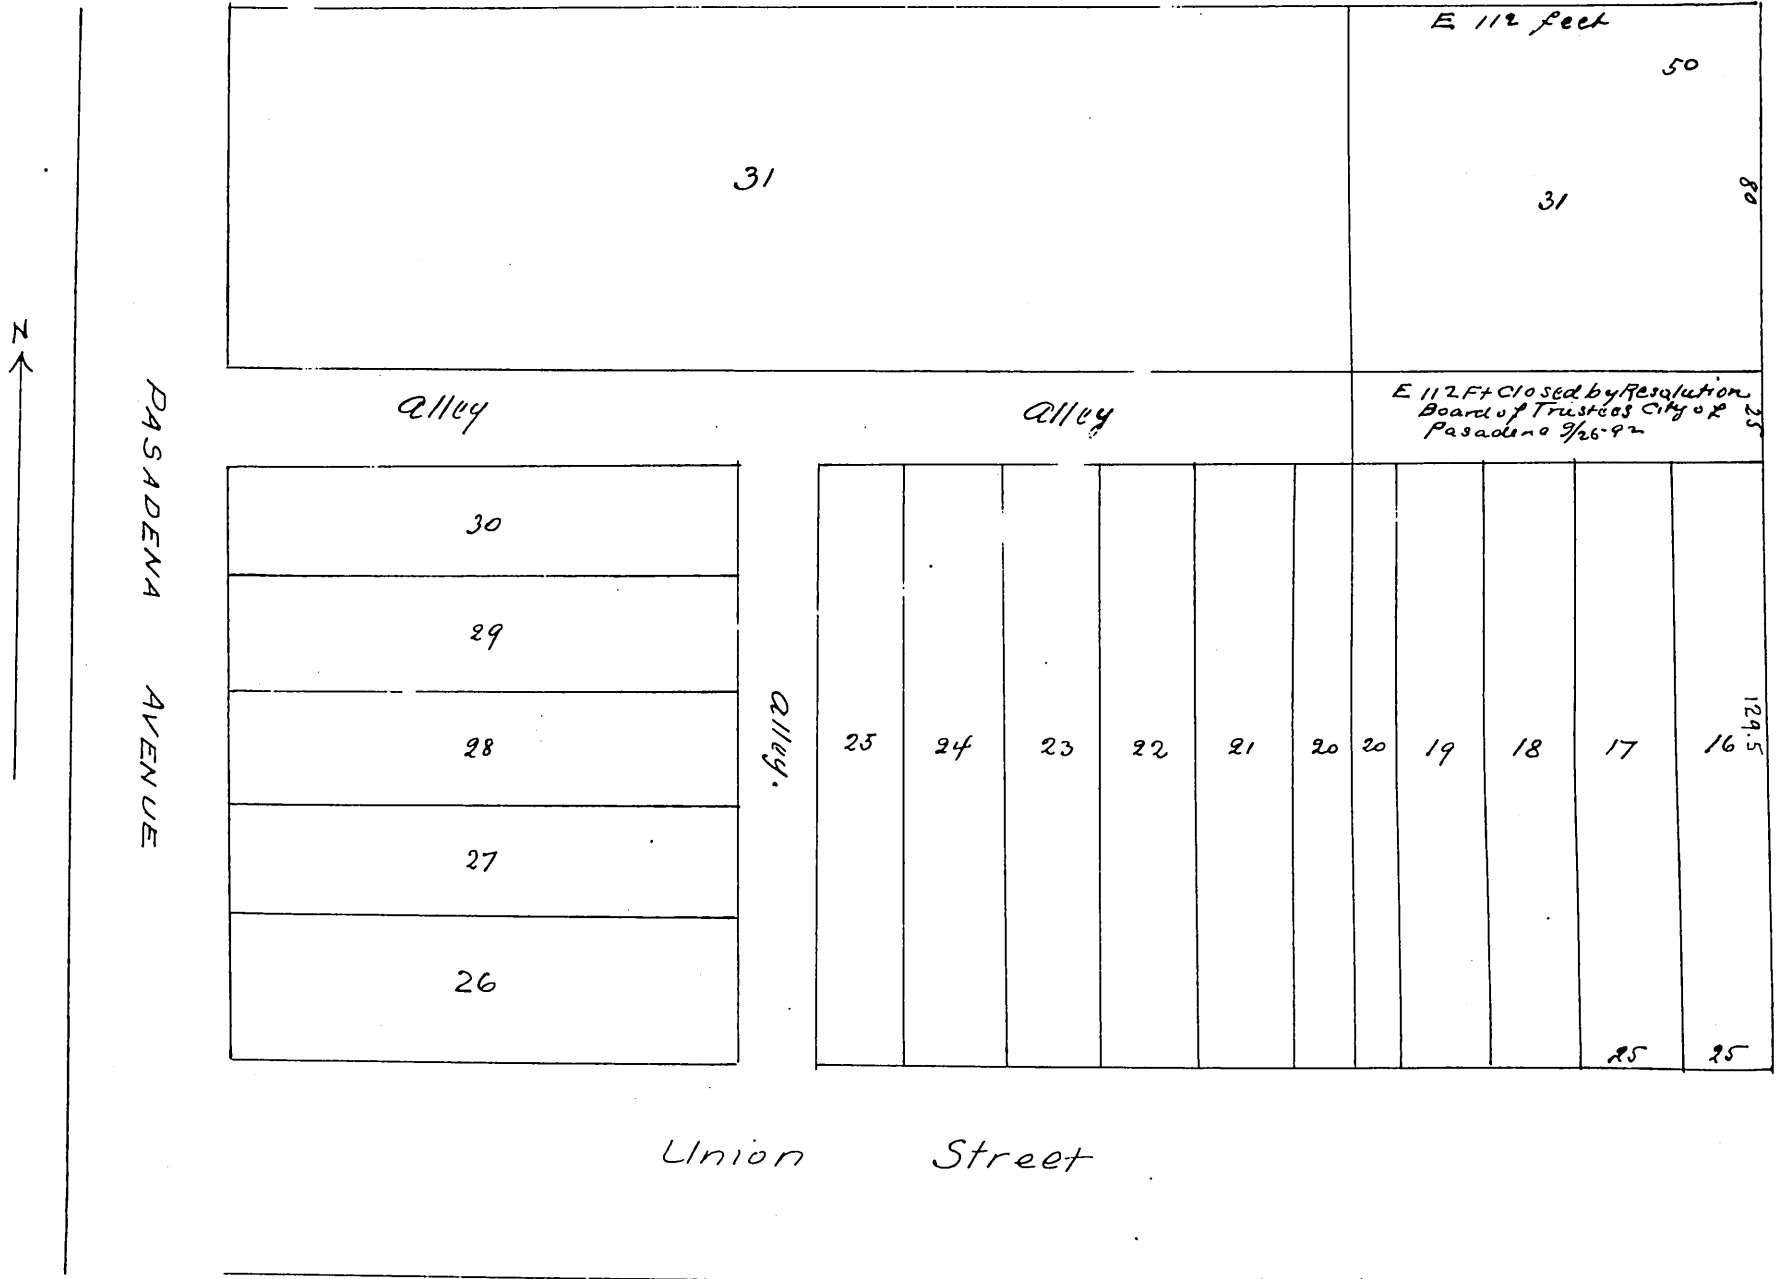 E 112 feet
50
31
31
80
N
PASADENA AVENUE
alley
alley
E 112 Ft Closed by Resolution
Board of Trustees City of
Pasadena 9/26-92
25
30
29
28
27
26
alley.
25 24 23 22 21 20 20 19 18 17 16
129.5
25 25
Union Street